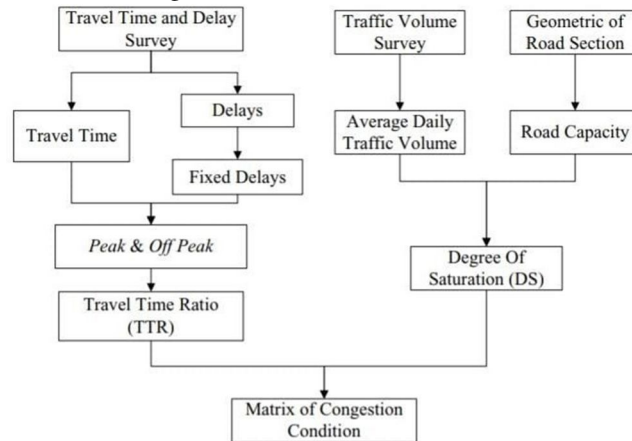 Travel Time and Delay
Survey
Traffic Volume
Survey
Geometric of
Road Section
Travel Time
Delays
Average Daily
Traffic Volume
Road Capacity
Fixed Delays
Peak & Off Peak
Degree Of
Saturation (DS)
Travel Time Ratio
(TTR)
Matrix of Congestion
Condition